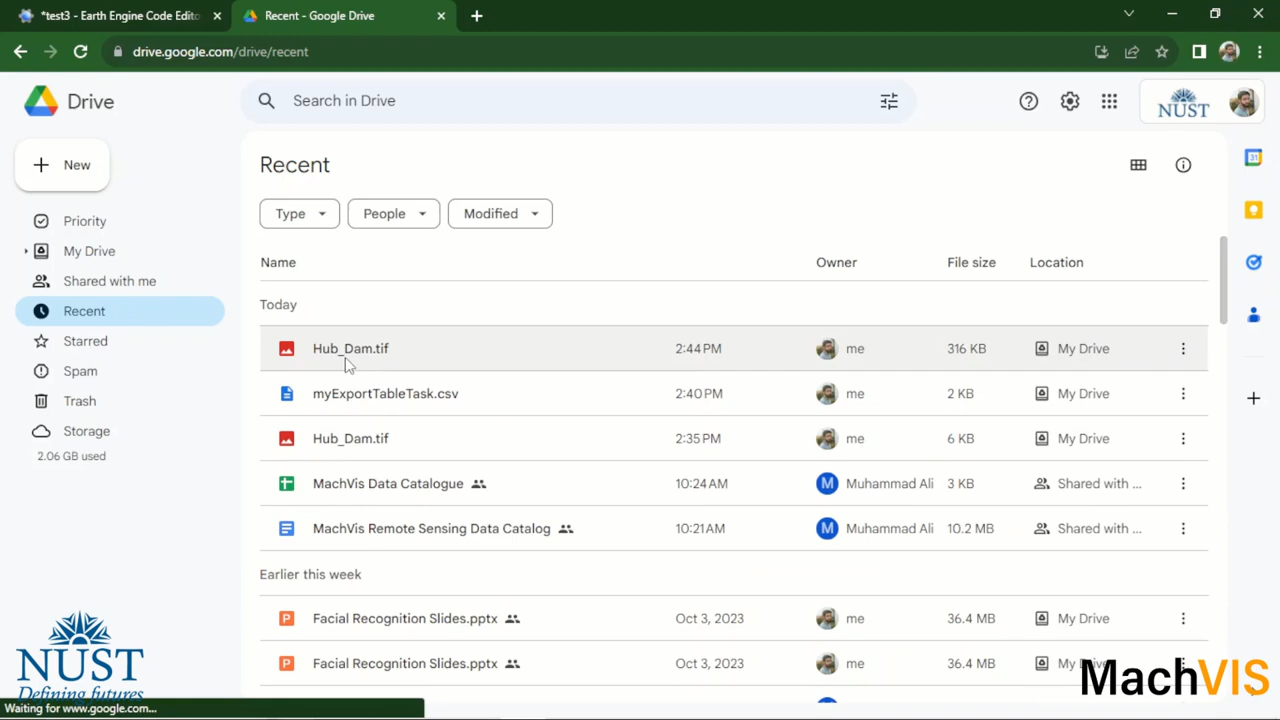 *test3 - Earth Engine Code Edito
Recent - Google Drive
drive.google.com/drive/recent
Drive
Search in Drive
NUST
New
Priority
My Drive
Shared with me
Recent
Starred
Spam
Trash
Storage
2.06 GB used
Recent
Type
People
Modified
Name Owner File size Location
Today
Hub_Dam.tif 2:44 PM me 316 KB My Drive
myExportTableTask.csv 2:40 PM me 2 KB My Drive
Hub_Dam.tif 2:35 PM me 6 KB My Drive
MachVis Data Catalogue 10:24 AM M Muhammad Ali 3 KB Shared with ...
MachVis Remote Sensing Data Catalog 10:21 AM M Muhammad Ali 10.2 MB Shared with ...
Earlier this week
P Facial Recognition Slides.pptx Oct 3, 2023 me 36.4 MB My Drive
P Facial Recognition Slides.pptx Oct 3, 2023 me 36.4 MB
31
NUST
Defining futures
MachVIS
Waiting for www.google.com...